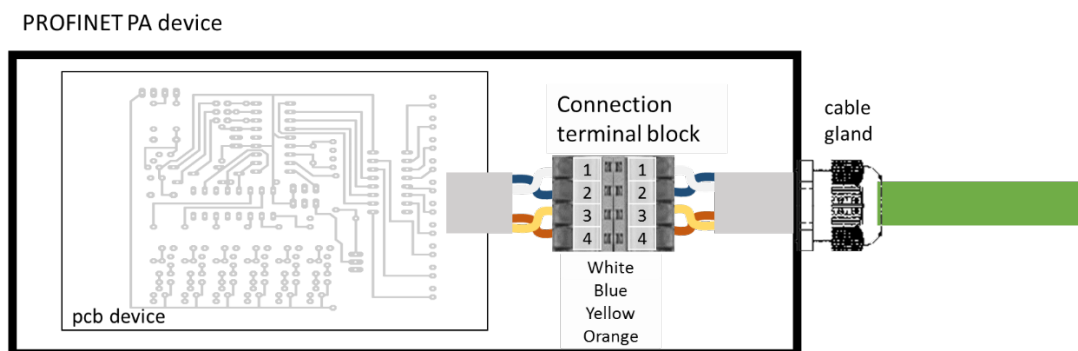 PROFINET PA device
Connection
terminal block
cable
gland
1 1
2 2
3 3
4 4
White
Blue
Yellow
Orange
pcb device